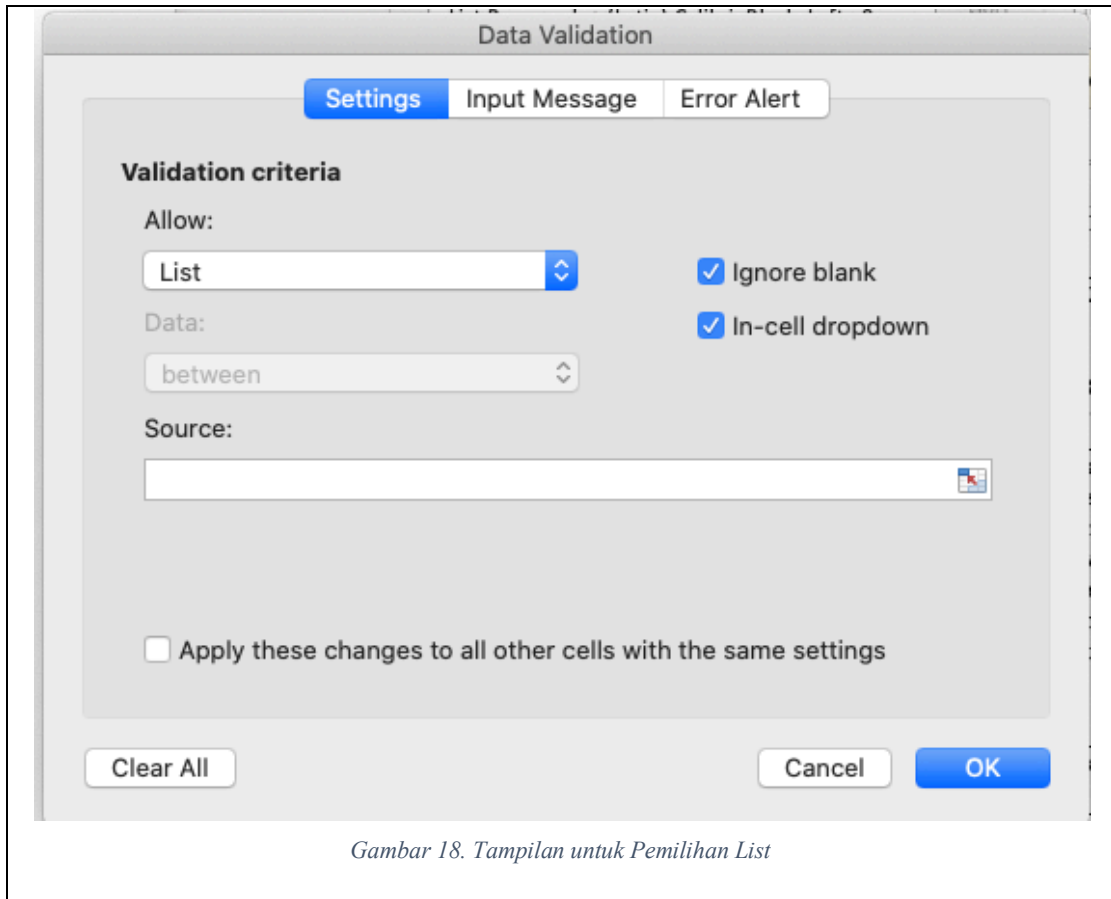 Data Validation
Settings
Input Message
Error Alert
Validation criteria
Allow:
List
Ignore blank
Data:
In-cell dropdown
between
Source:
Apply these changes to all other cells with the same settings
Clear All
Cancel
OK
Gambar 18. Tampilan untuk Pemilihan List